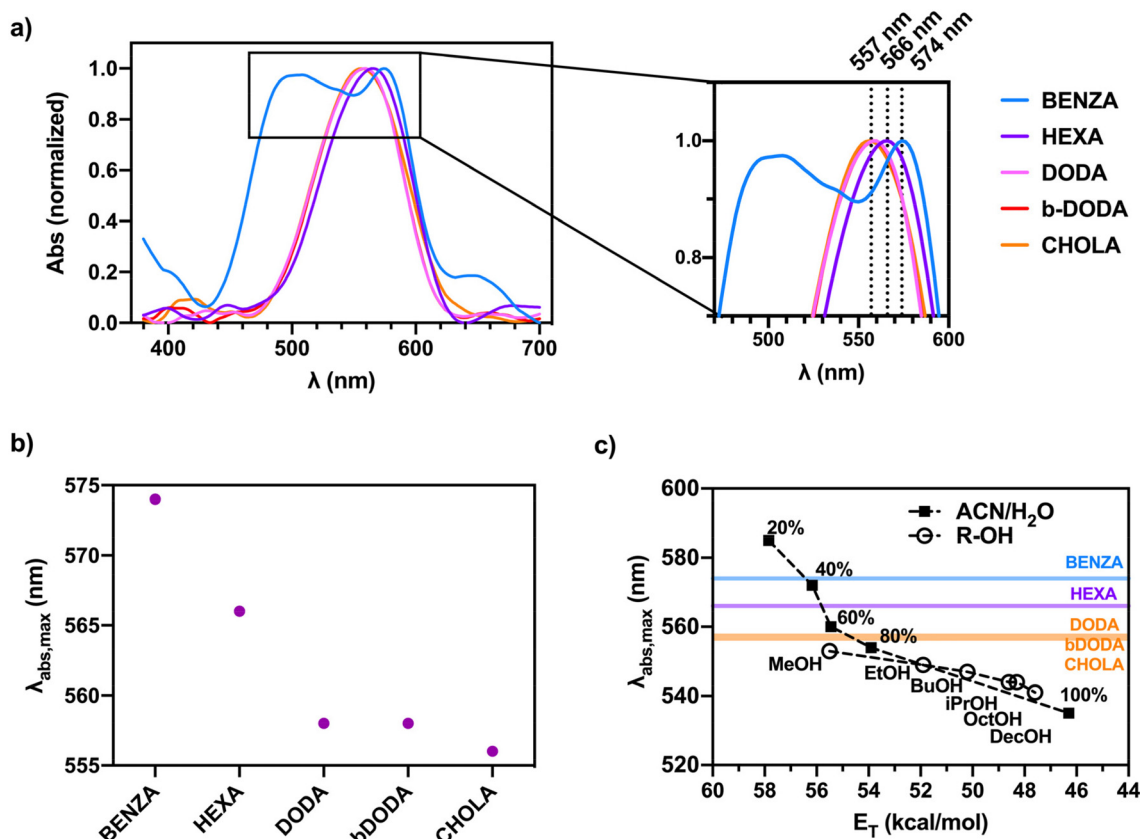 a)
557 nm
566 nm
574 nm
Abs (normalized)
1.0
0.8
0.6
0.4
0.2
0.0
400
500
600
700
λ (nm)
1.0
0.9
0.8
500
550
600
λ (nm)
BENZA
HEXA
DODA
b-DODA
CHOLA
b)
λabs,max (nm)
575
570
565
560
555
BENZA
HEXA
DODA
bDODA
CHOLA
c)
λabs,max (nm)
600
580
560
540
520
ACN/H2O
R-OH
20%
40%
60%
80%
100%
BENZA
HEXA
DODA
bDODA
CHOLA
MeOH
EtOH
BuOH
iPrOH
OctOH
DecOH
60
58
56
54
52
50
48
46
44
ET (kcal/mol)